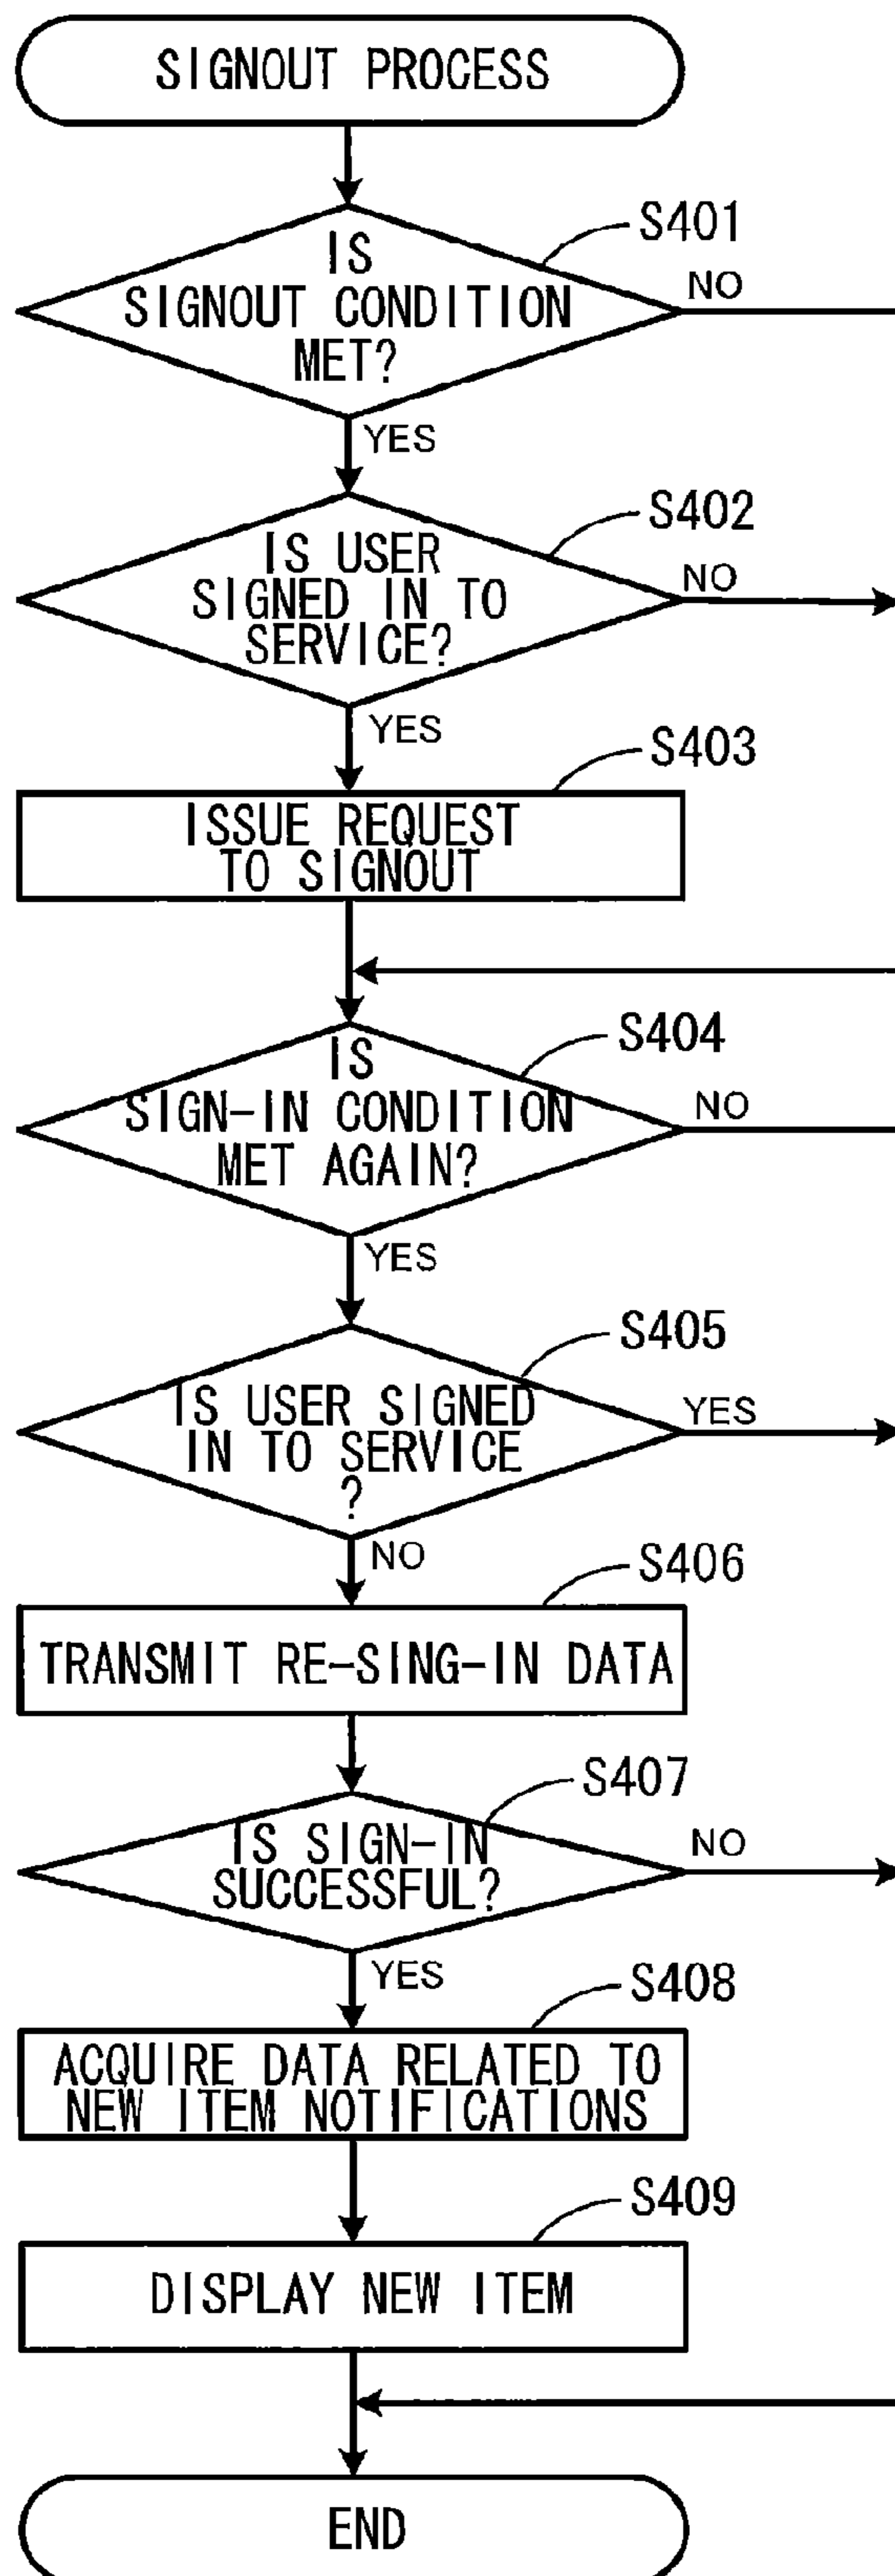 SIGNOUT PROCESS
S401
IS
SIGNOUT CONDITION
MET?
NO
YES
S402
IS USER
SIGNED IN TO
SERVICE?
NO
YES
S403
ISSUE REQUEST
TO SIGNOUT
S404
IS
SIGN-IN CONDITION
MET AGAIN?
NO
YES
S405
IS USER SIGNED
IN TO SERVICE
?
YES
NO
S406
TRANSMIT RE-SING-IN DATA
S407
IS SIGN-IN
SUCCESSFUL?
NO
YES
S408
ACQUIRE DATA RELATED TO
NEW ITEM NOTIFICATIONS
S409
DISPLAY NEW ITEM
END